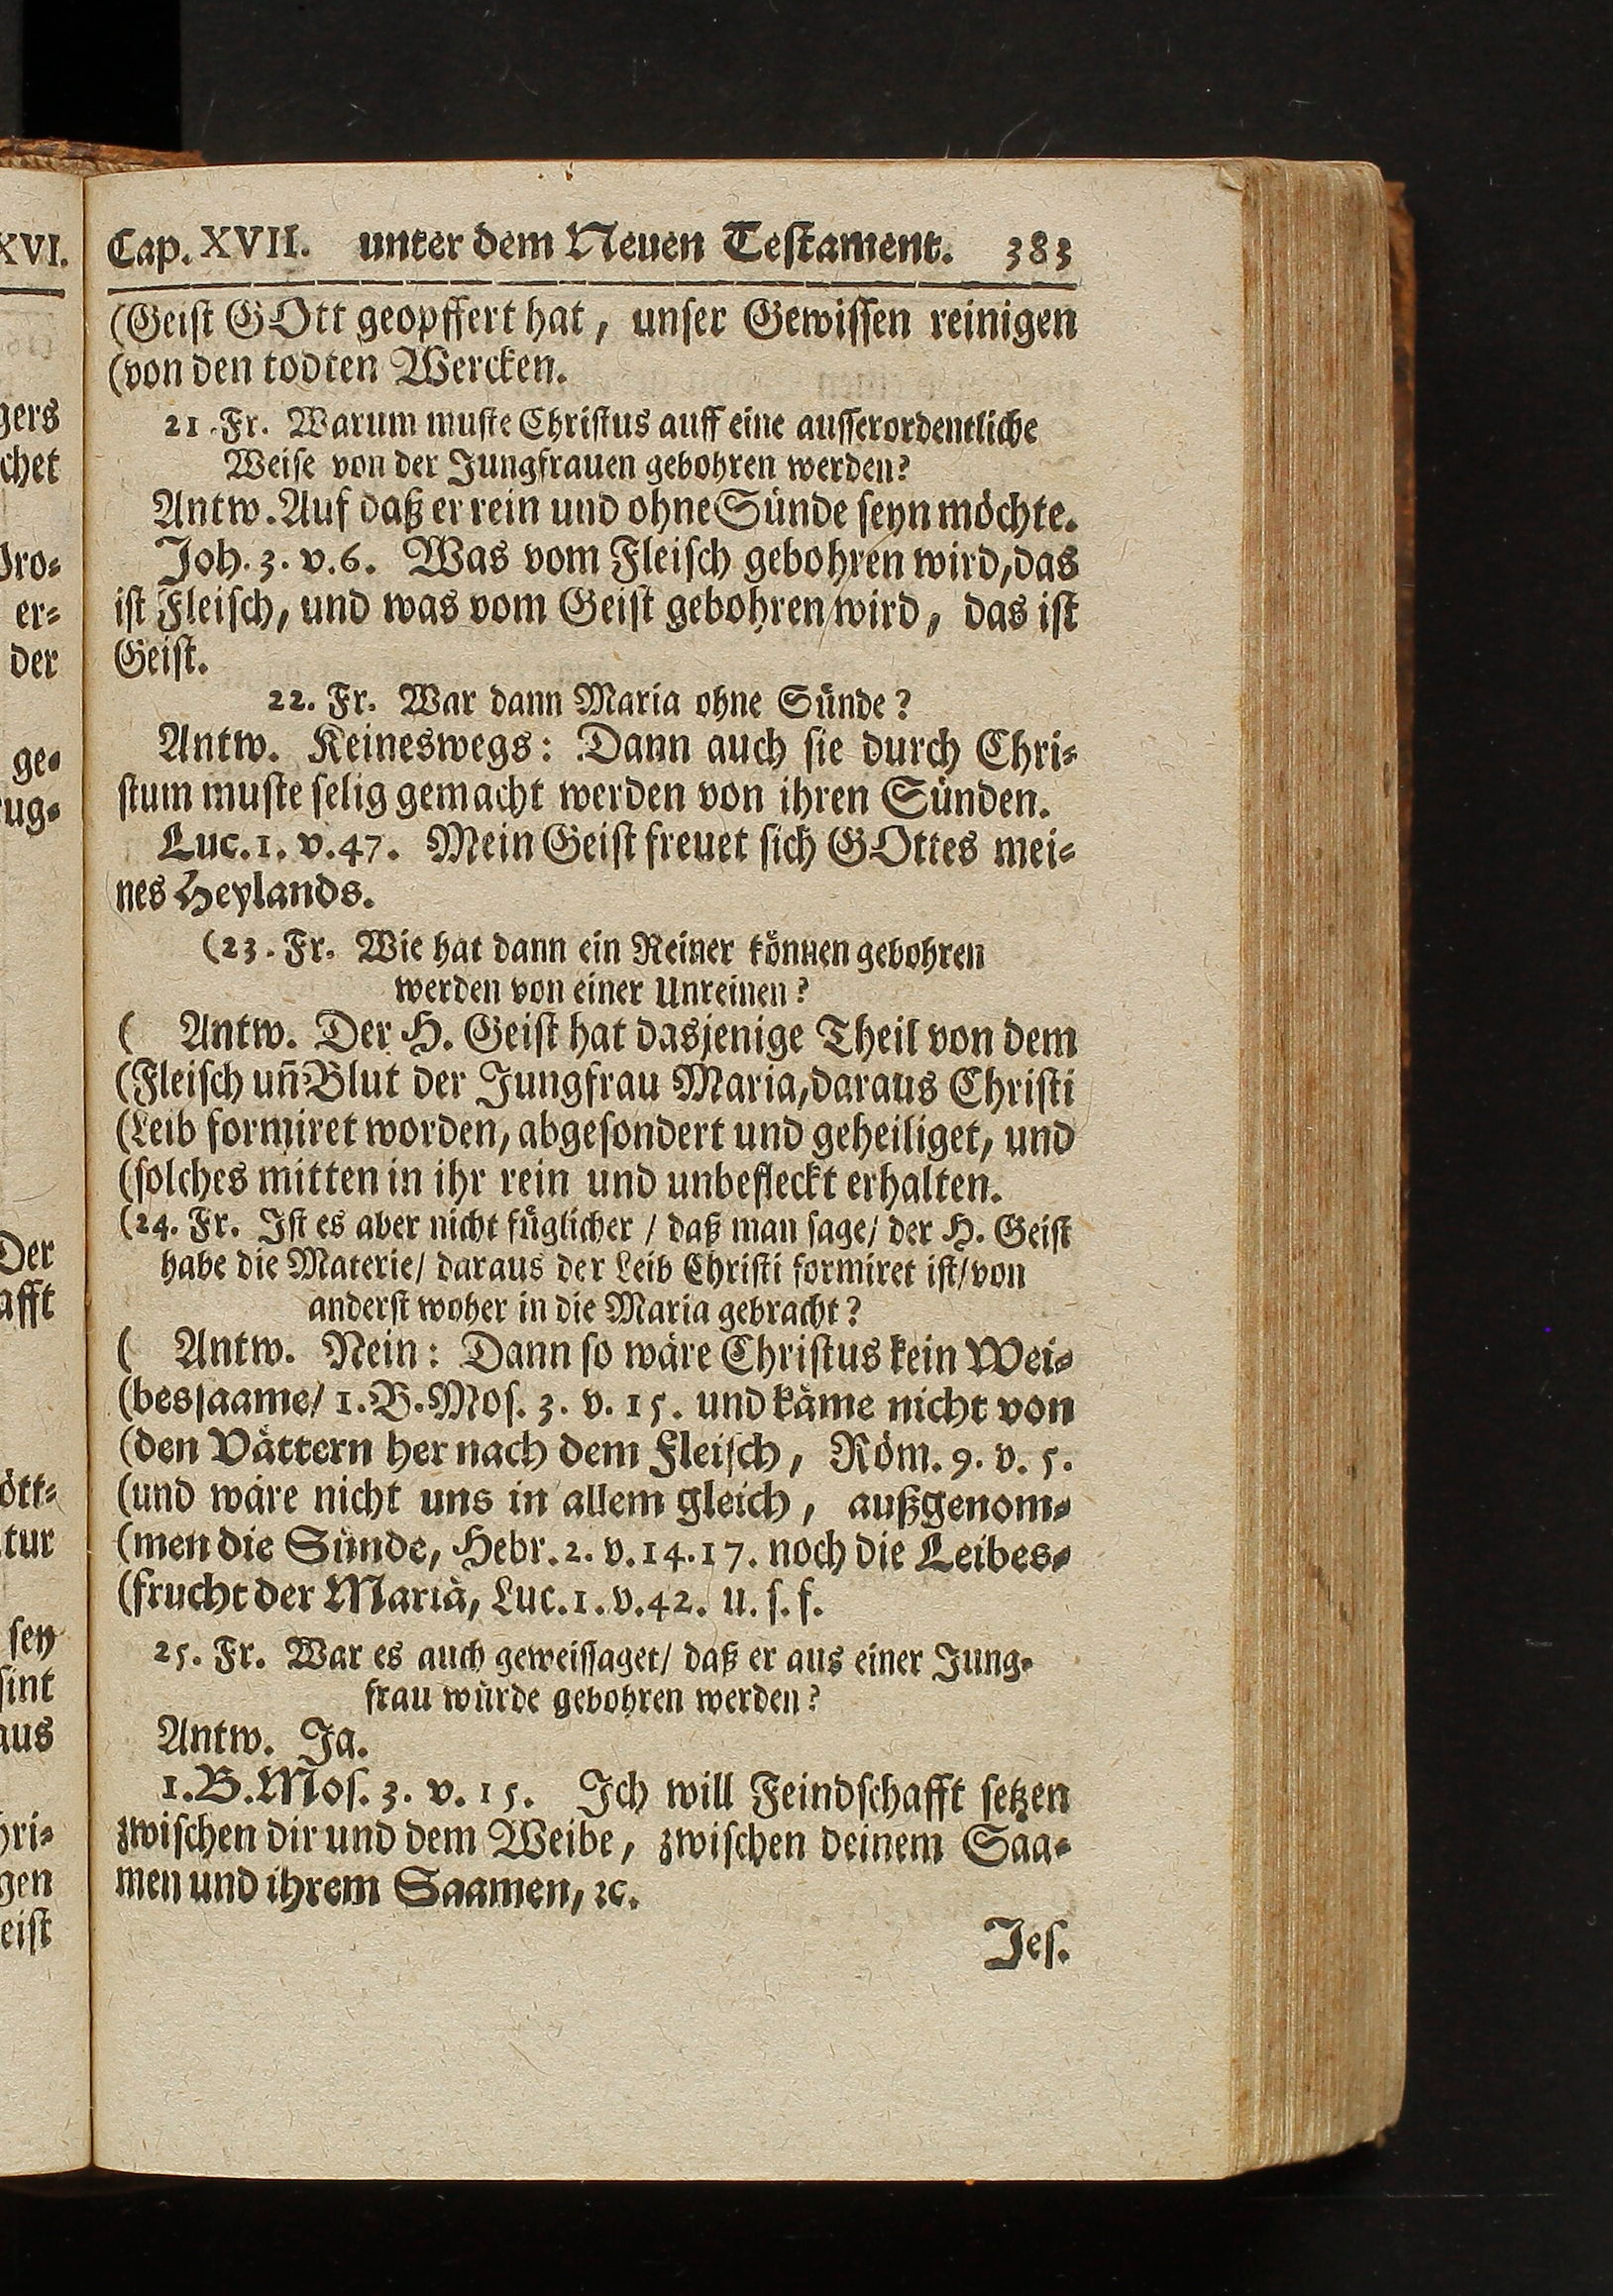 Cap. XVII. unter dem Neuen Testament. 383
(Geist GOtt geopffert hat, unser Gewissen reinigen
(von den todten Wercken.
21. Fr. Warum muste Christus auff eine ausserordentliche
Weise von der Jungfrauen gebohren werden?
Antw. Auf daß er rein und ohne Sünde seyn möchte.
Joh. 3. v. 6. Was vom Fleisch gebohren wird, das
ist Fleisch, und was vom Geist gebohren wird, das ist
Geist.
22. Fr. War dann Maria ohne Sünde?
Antw. Keineswegs: Dann auch sie durch Chri-
stum muste selig gemacht werden von ihren Sünden.
Luc. 1. v. 47. Mein Geist freuet sich GOttes mei-
nes Heylands.
(23. Fr. Wie hat dann ein Reiner können gebohren
werden von einer Unreinen?
( Antw. Der H. Geist hat dasjenige Theil von dem
(Fleisch uñ Blut der Jungfrau Maria, daraus Christi
(Leib formiret worden, abgesondert und geheiliget, und
(solches mitten in ihr rein und unbefleckt erhalten.
(24. Fr. Ist es aber nicht füglicher / daß man sage/ der H. Geist
habe die Materie/ daraus der Leib Christi formiret ist/ von
anderst woher in die Maria gebracht?
( Antw. Nein: Dann so wäre Christus kein Wei-
(bessaame/ 1. B. Mos. 3. v. 15. und käme nicht von
(den Vättern her nach dem Fleisch, Röm. 9. v. 5.
(und wäre nicht uns in allem gleich, außgenom-
(men die Sünde, Hebr. 2. v. 14. 17. noch die Leibes-
(frucht der Mariä, Luc. 1. v. 42. u. s. f.
25. Fr. War es auch geweissaget/ daß er aus einer Jung-
frau würde gebohren werden?
Antw. Ja.
1. B. Mos. 3. v. 15. Ich will Feindschafft setzen
zwischen dir und dem Weibe, zwischen deinem Saa-
men und ihrem Saamen, ꝛc.
Jes.